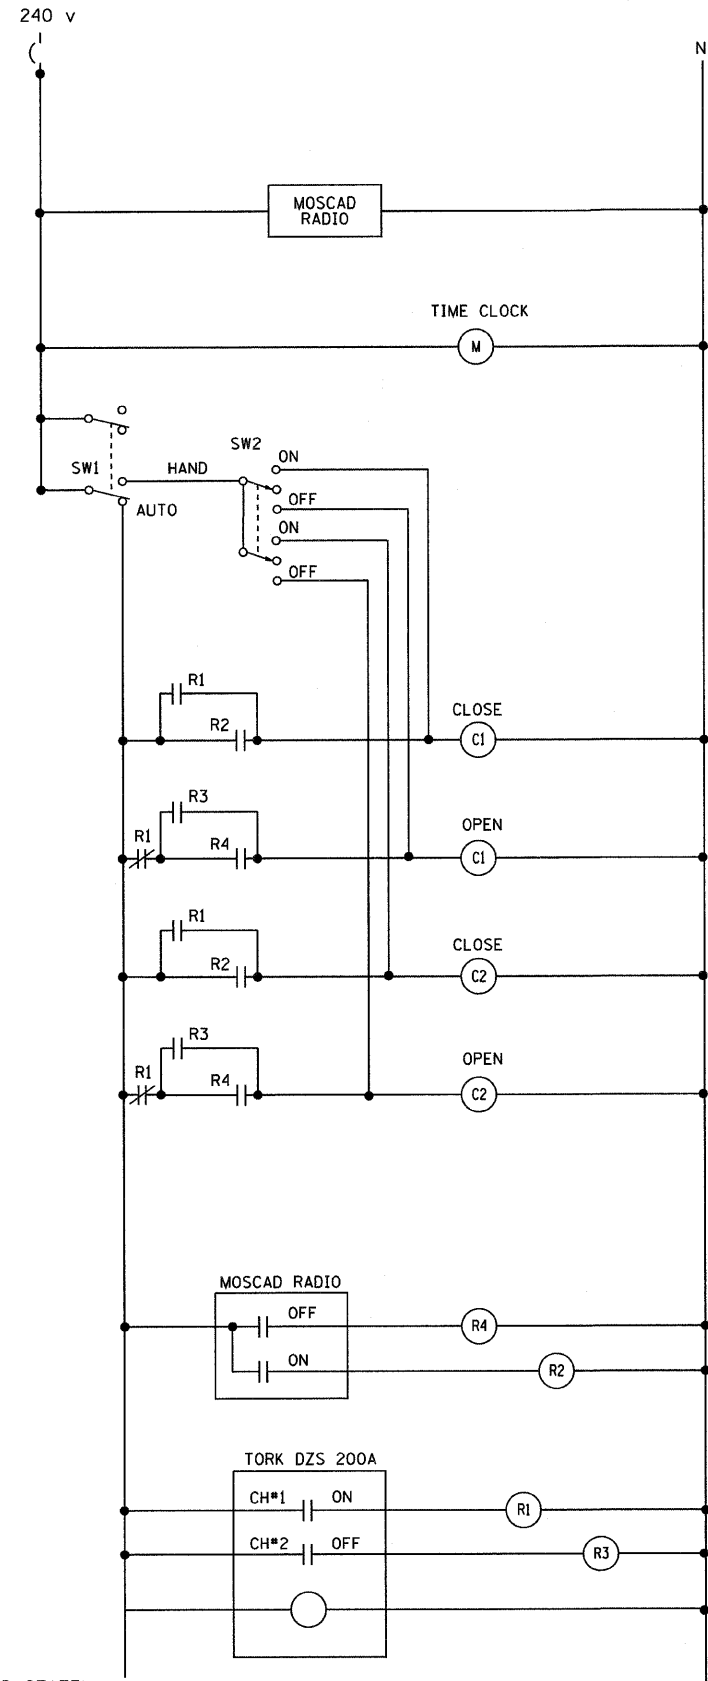 240 v
N
MOSCAD
RADIO
TIME CLOCK
M
SW2
ON
SW1
HAND
AUTO
OFF
ON
OFF
R1
CLOSE
R2
C1
R3
OPEN
R1
R4
C1
R1
CLOSE
R2
C2
R3
OPEN
R1
R4
C2
MOSCAD RADIO
OFF
R4
ON
R2
TORK DZS 200A
CH#1
ON
R1
CH#2
OFF
R3